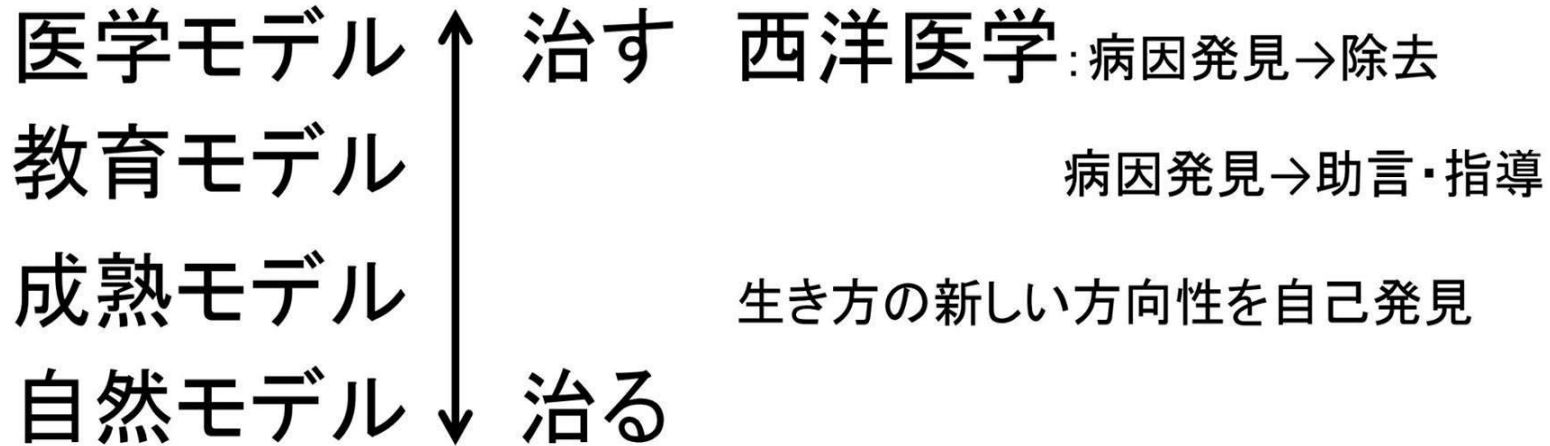 医学モデル 治す 西洋医学:病因発見→除去
教育モデル 病因発見→助言・指導
成熟モデル 生き方の新しい方向性を自己発見
自然モデル 治る